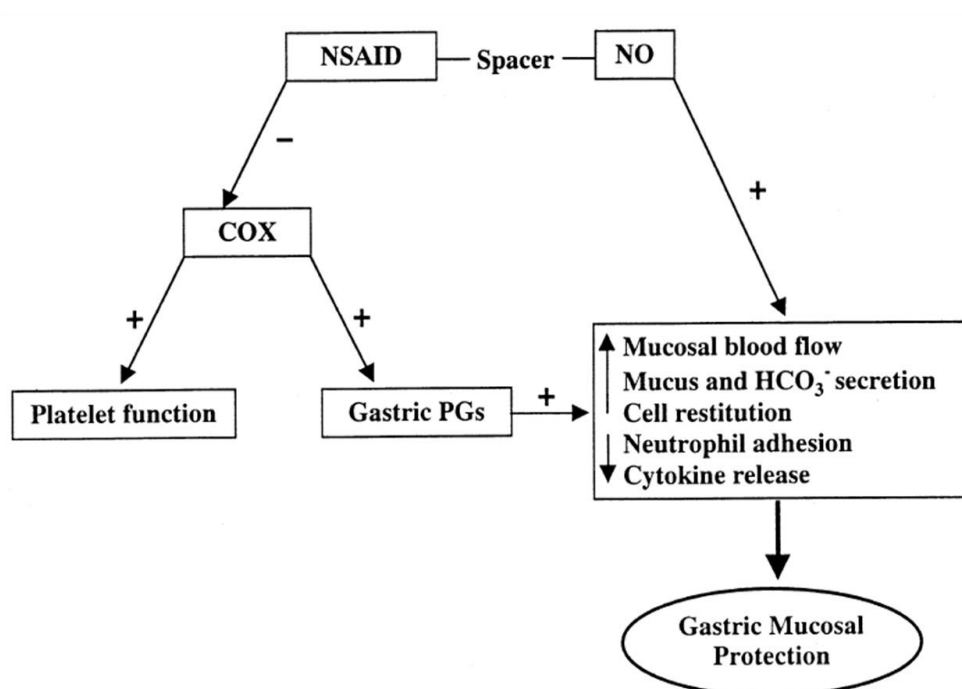 NSAID
Spacer
NO
−
+
COX
+
+
Platelet function
Gastric PGs
+
Mucosal blood flow
Mucus and HCO₃⁻ secretion
Cell restitution
Neutrophil adhesion
Cytokine release
Gastric Mucosal
Protection